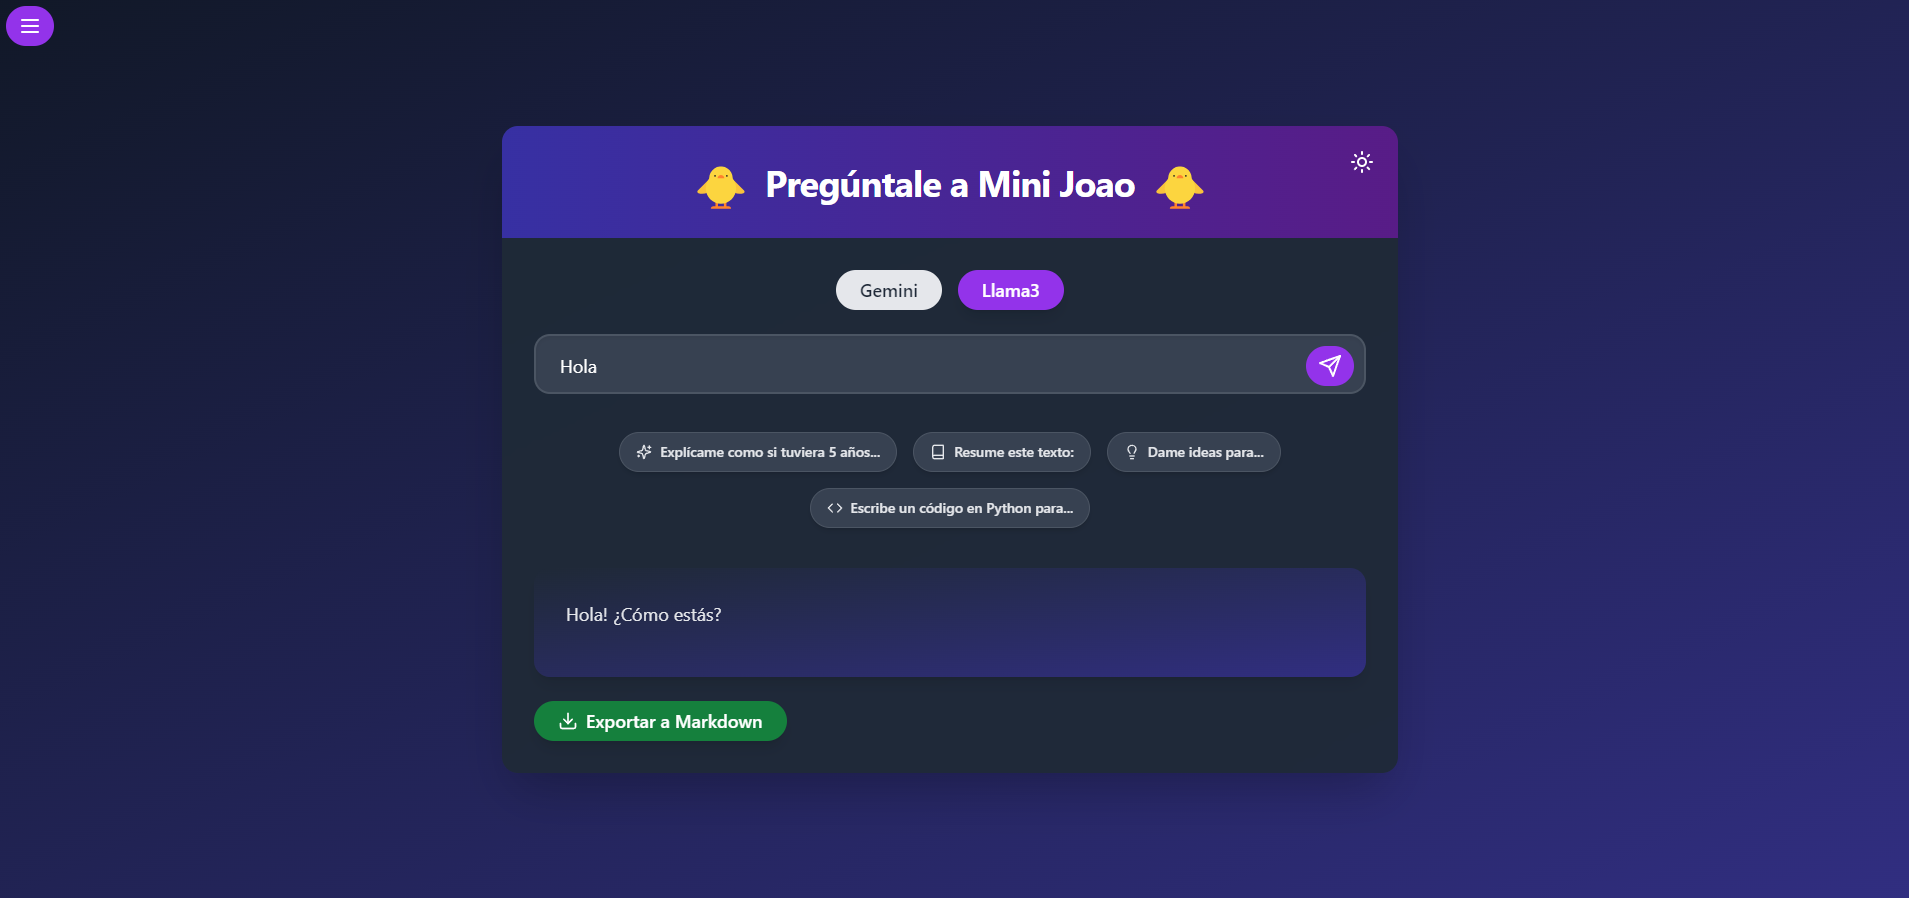 Pregúntale a Mini Joao
Gemini Llama3
Hola
Explícame como si tuviera 5 años... Resume este texto: Dame ideas para...
Escribe un código en Python para...
Hola! ¿Cómo estás?
Exportar a Markdown